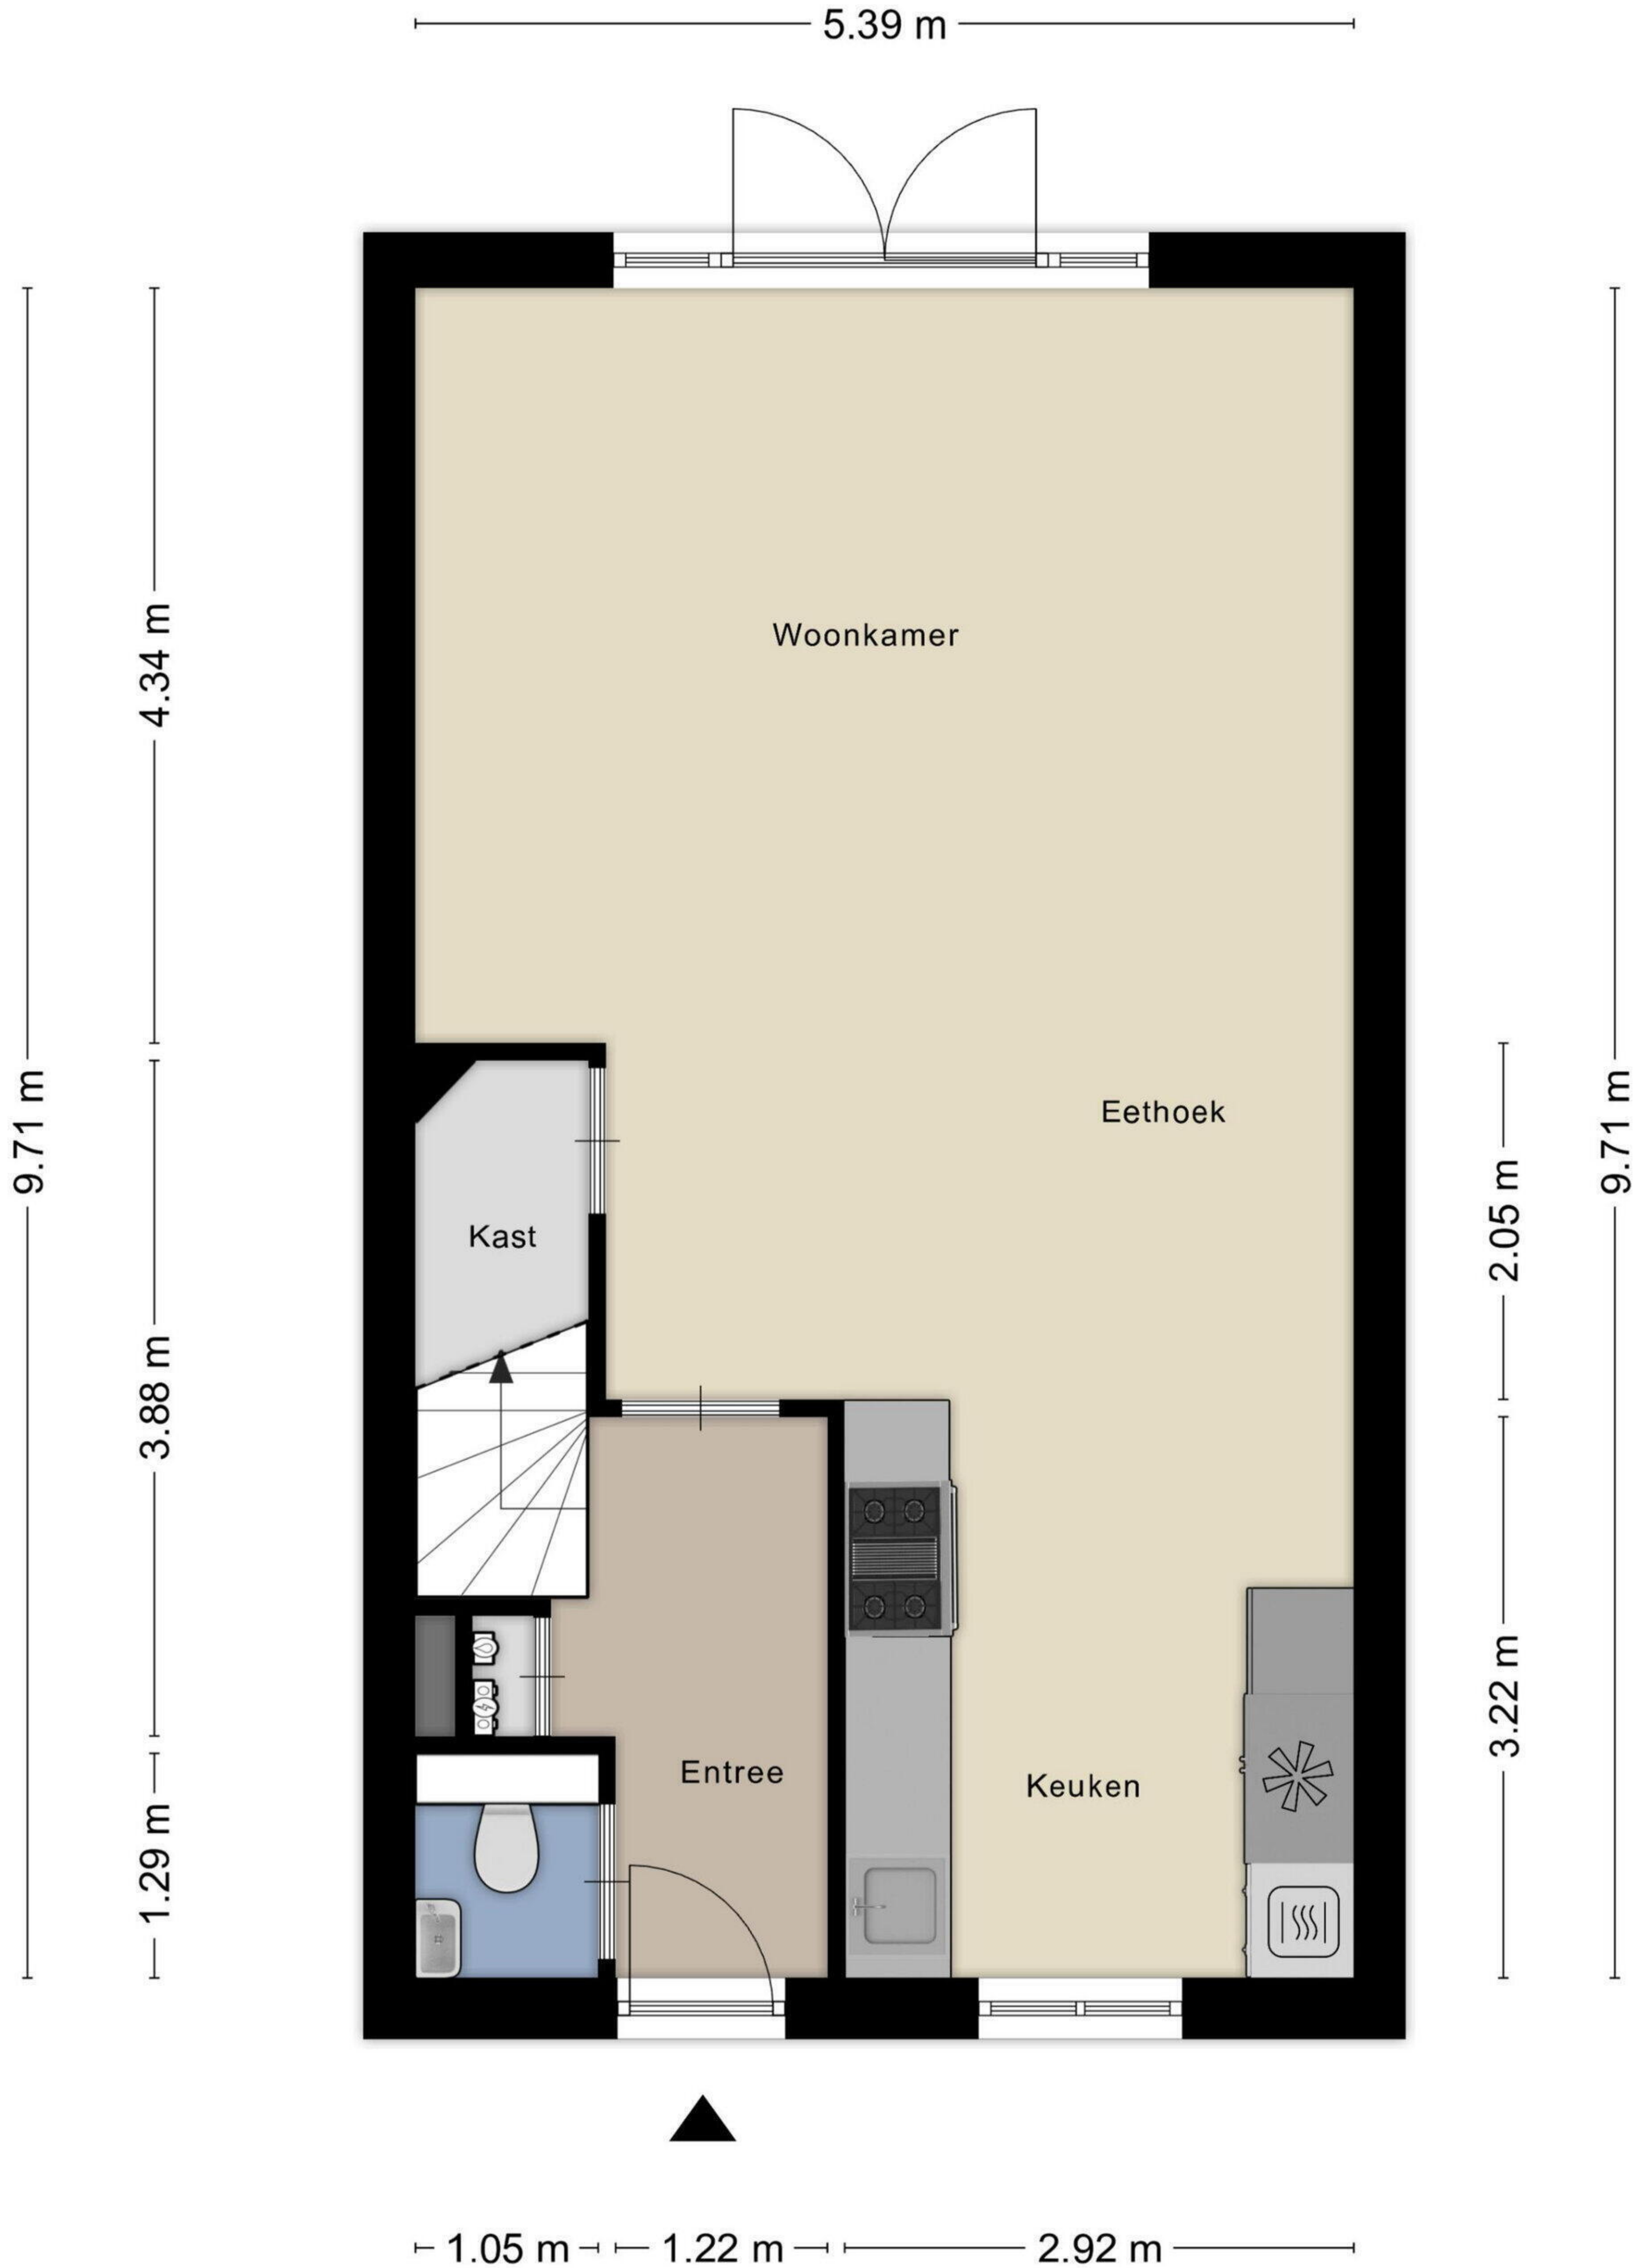 5.39 m
Woonkamer
4.34 m
9.71 m
9.71 m
Eethoek
2.05 m
Kast
3.88 m
3.22 m
Entree
Keuken
1.29 m
1.05 m
1.22 m
2.92 m